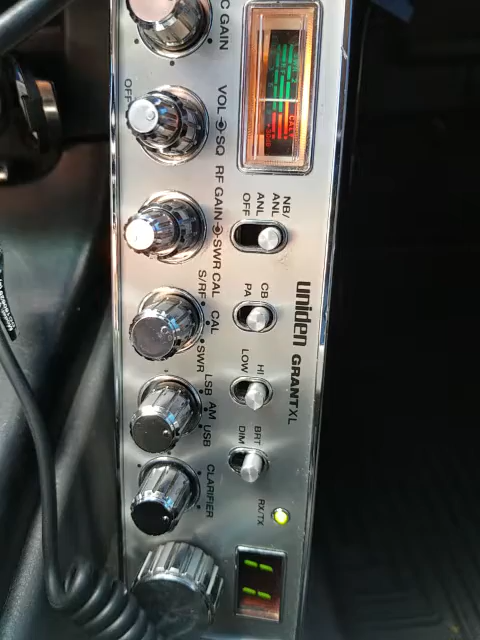 C GAIN
OFF
VOL SQ
RF GAIN SWR CAL
S/RF CAL SWR
LSB AM USB
CLARIFIER
NB/
ANL ANL OFF
CB PA
HI LOW
BRT DIM
RX/TX
uniden GRANT XL
11